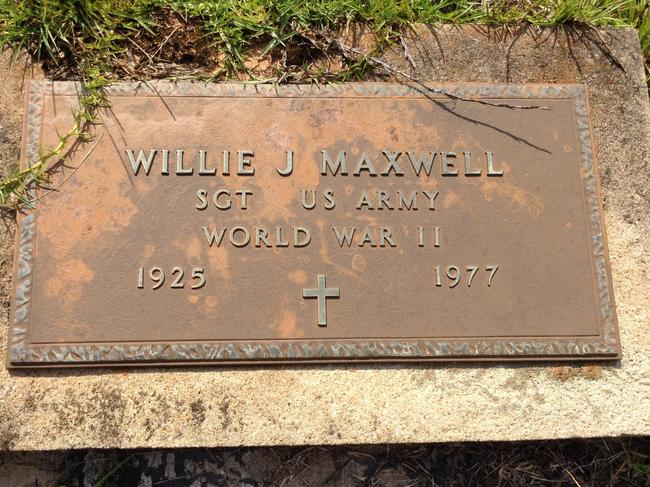 WILLIE J MAXWELL
SGT US ARMY
WORLD WAR II
1925 1977